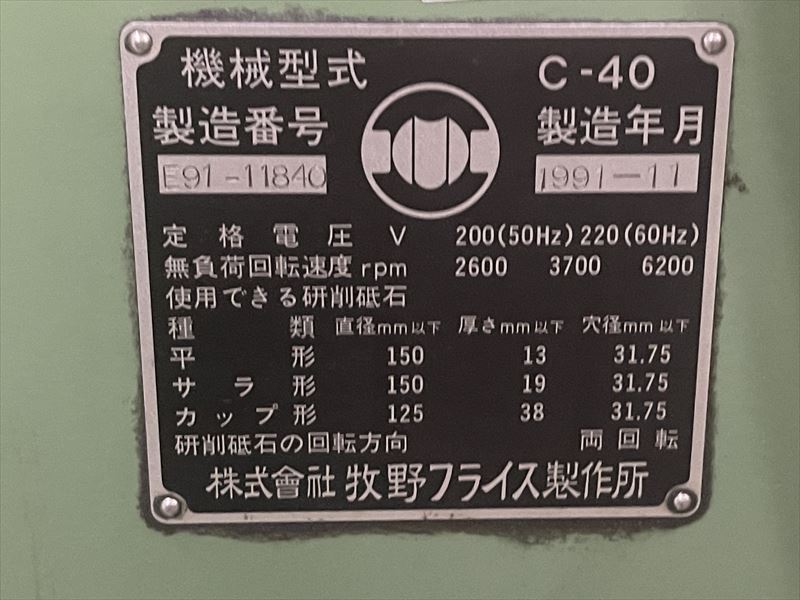 機械型式 C-40
製造番号 製造年月
E91-11840 1991-11
定格電圧 V 200(50Hz) 220(60Hz)
無負荷回転速度 rpm 2600 3700 6200
使用できる研削砥石
種類 直径mm以下 厚さmm以下 穴径mm以下
平形 150 13 31.75
サラ形 150 19 31.75
カップ形 125 38 31.75
研削砥石の回転方向 両回転
株式會社 牧野フライス製作所